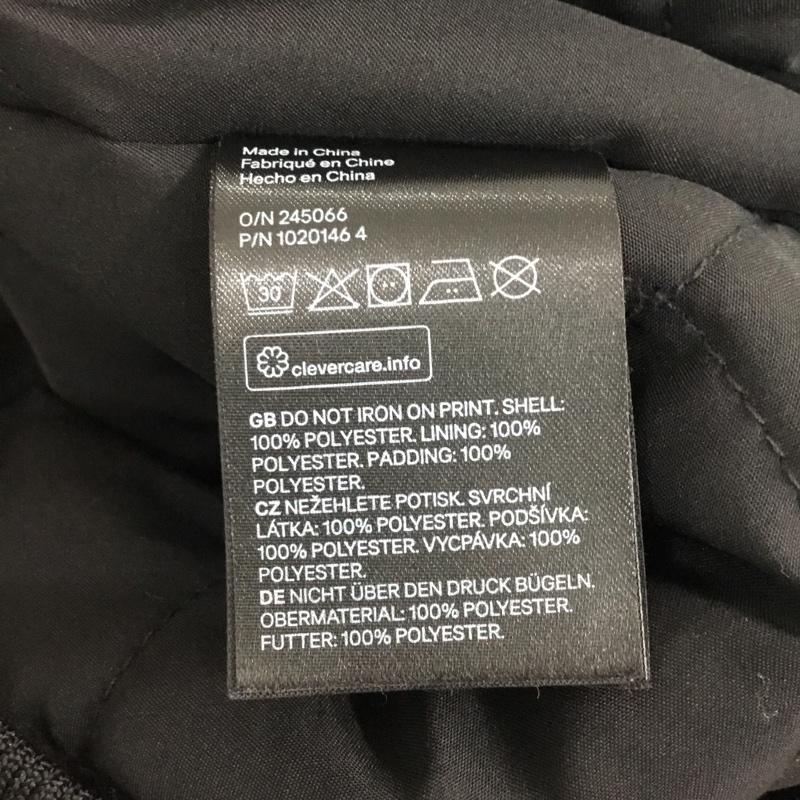 Made in China
Fabriqué en Chine
Hecho en China
O/N 245066
P/N 1020146 4
30
clevercare.info
GB DO NOT IRON ON PRINT. SHELL:
100% POLYESTER. LINING: 100%
POLYESTER. PADDING: 100%
POLYESTER.
CZ NEŽEHLETE POTISK. SVRCHNÍ
LÁTKA: 100% POLYESTER. PODŠÍVKA:
100% POLYESTER. VYCPÁVKA: 100%
POLYESTER.
DE NICHT ÜBER DEN DRUCK BÜGELN.
OBERMATERIAL: 100% POLYESTER.
FUTTER: 100% POLYESTER.